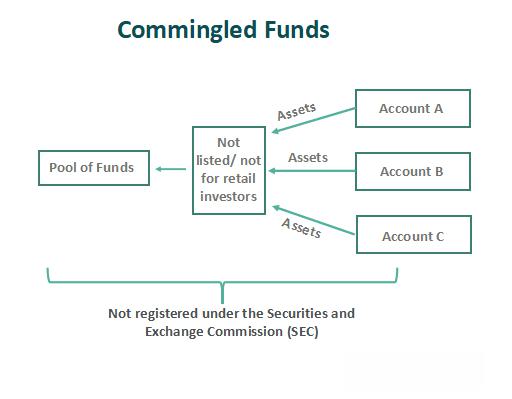 Commingled Funds
Assets
Account A
Not
listed/ not
for retail
investors
Assets
Pool of Funds
Account B
Assets
Account C
Not registered under the Securities and
Exchange Commission (SEC)